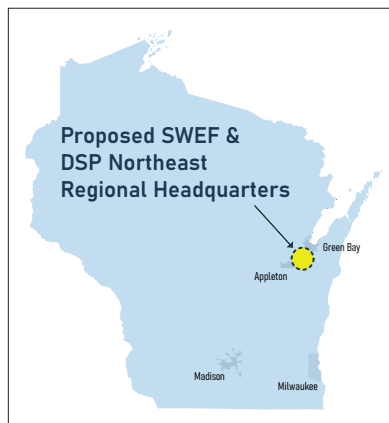 Proposed SWEF &
DSP Northeast
Regional Headquarters
Green Bay
Appleton
Madison
Milwaukee